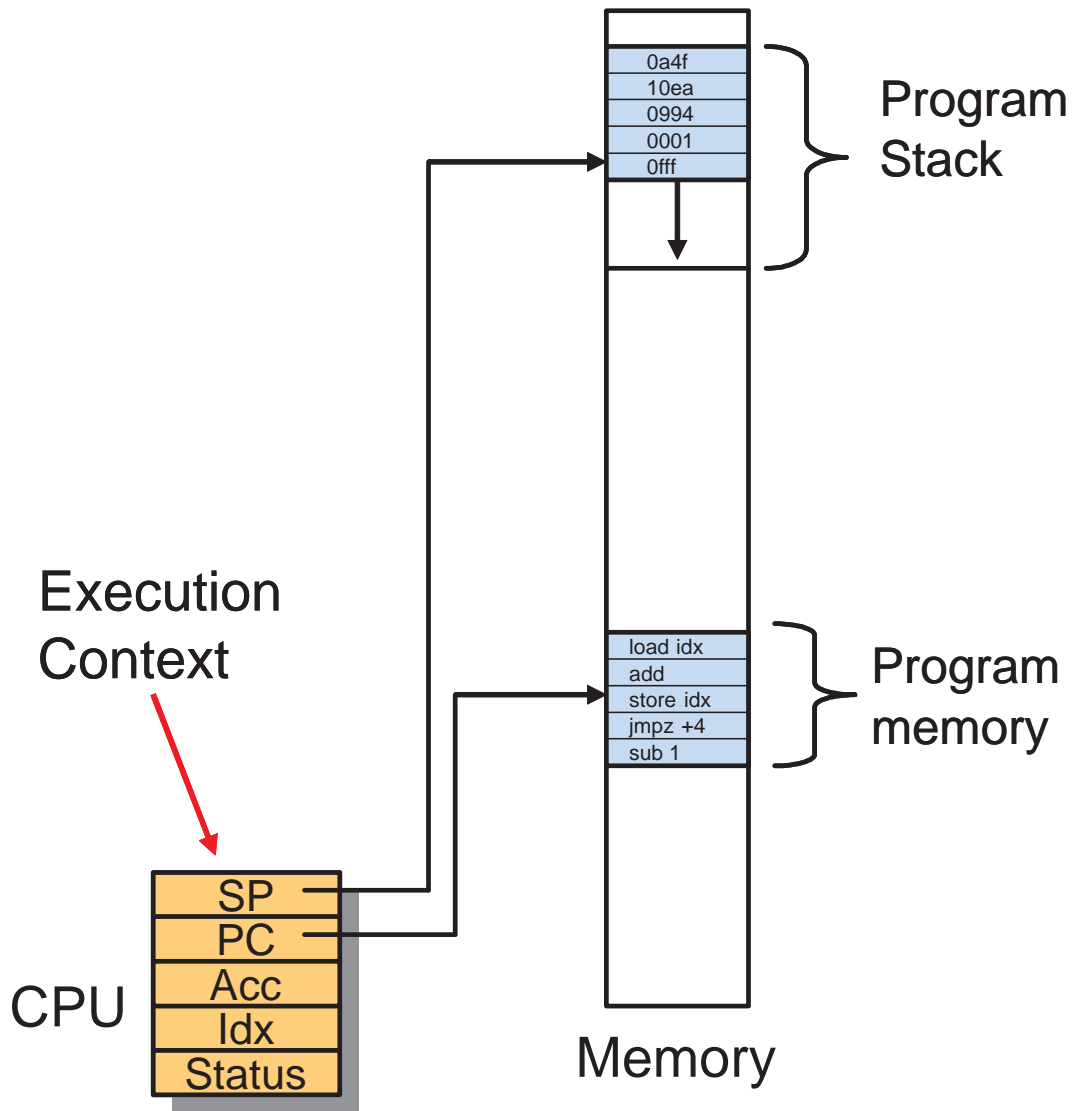 0a4f
10ea
0994
0001
0fff
Program
Stack
Execution
Context
load idx
add
store idx
jmpz +4
sub 1
Program
memory
SP
PC
Acc
Idx
Status
CPU
Memory